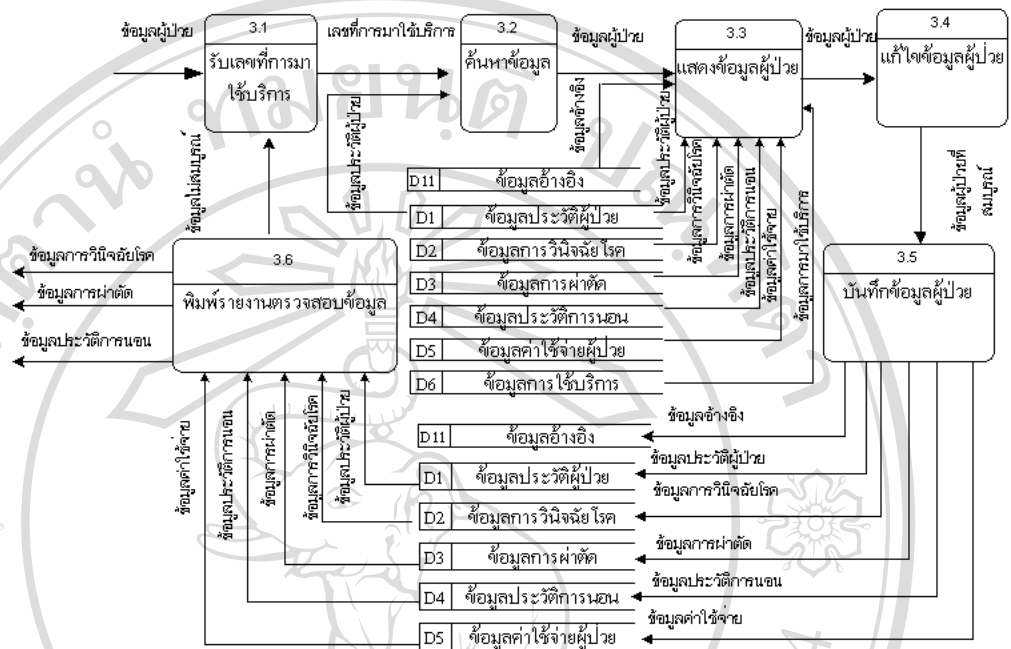 ข้อมูลผู้ป่วย
3.1
รับเลขที่การมา
ใช้บริการ
เลขที่การมาใช้บริการ
3.2
ค้นหาข้อมูล
ข้อมูลผู้ป่วย
3.3
แสดงข้อมูลผู้ป่วย
ข้อมูลผู้ป่วย
3.4
แก้ไขข้อมูลผู้ป่วย
ข้อมูลไม่สมบูรณ์
ข้อมูลประวัติผู้ป่วย
ข้อมูลอ้างอิง
ข้อมูลประวัติผู้ป่วย
ข้อมูลการวินิจฉัยโรค
ข้อมูลการผ่าตัด
ข้อมูลประวัติการนอน
ข้อมูลค่าใช้จ่าย
ข้อมูลการมาใช้บริการ
ข้อมูลผู้ป่วยที่
สมบูรณ์
D11 ข้อมูลอ้างอิง
D1 ข้อมูลประวัติผู้ป่วย
D2 ข้อมูลการวินิจฉัยโรค
D3 ข้อมูลการผ่าตัด
D4 ข้อมูลประวัติการนอน
D5 ข้อมูลค่าใช้จ่ายผู้ป่วย
D6 ข้อมูลการใช้บริการ
ข้อมูลการวินิจฉัยโรค
ข้อมูลการผ่าตัด
ข้อมูลประวัติการนอน
3.6
พิมพ์รายงานตรวจสอบข้อมูล
3.5
บันทึกข้อมูลผู้ป่วย
ข้อมูลค่าใช้จ่าย
ข้อมูลประวัติการนอน
ข้อมูลการผ่าตัด
ข้อมูลการวินิจฉัยโรค
ข้อมูลประวัติผู้ป่วย
D11 ข้อมูลอ้างอิง
ข้อมูลอ้างอิง
D1 ข้อมูลประวัติผู้ป่วย
ข้อมูลประวัติผู้ป่วย
D2 ข้อมูลการวินิจฉัยโรค
ข้อมูลการวินิจฉัยโรค
D3 ข้อมูลการผ่าตัด
ข้อมูลการผ่าตัด
D4 ข้อมูลประวัติการนอน
ข้อมูลประวัติการนอน
D5 ข้อมูลค่าใช้จ่ายผู้ป่วย
ข้อมูลค่าใช้จ่าย